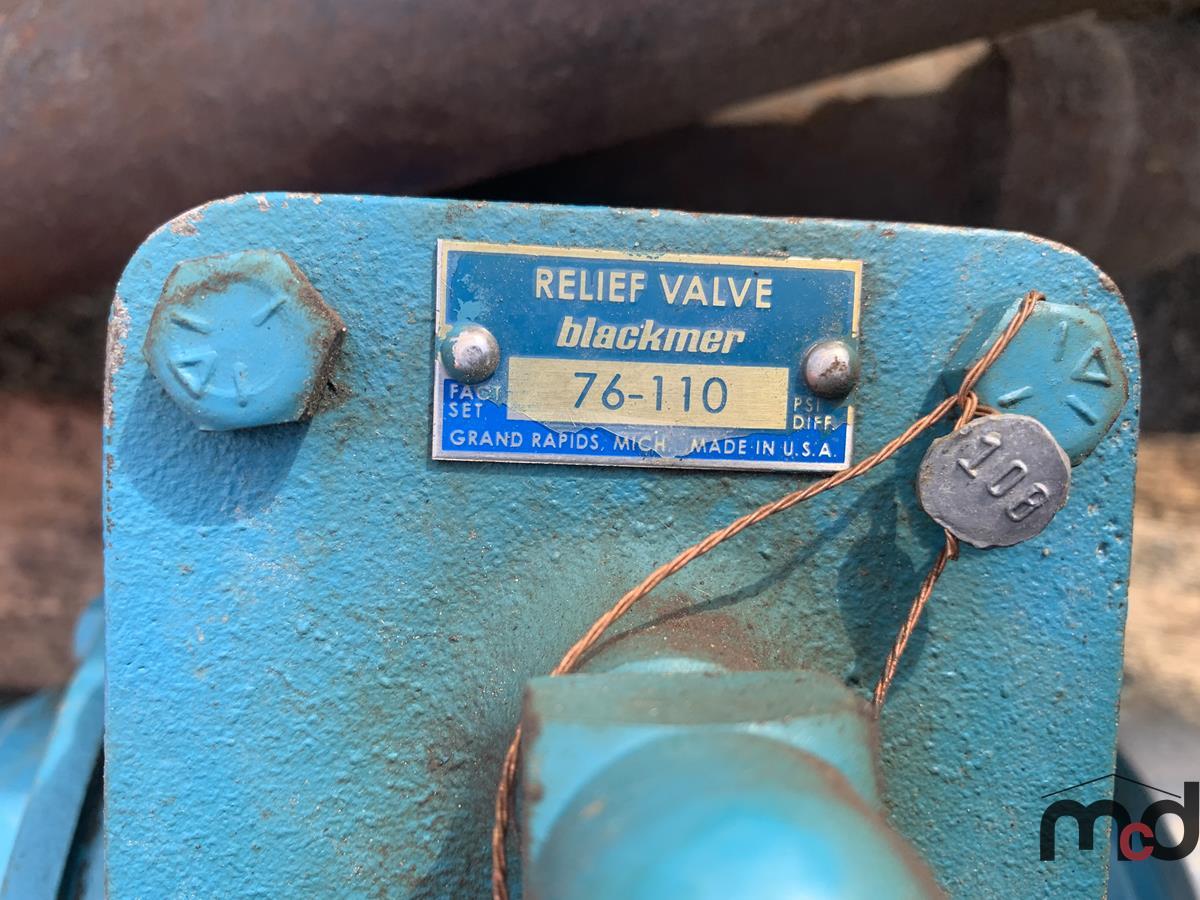 RELIEF VALVE
blackmer
FACT. SET 76-110 PSI DIFF.
GRAND RAPIDS, MICH. MADE IN U.S.A.
108
mcd